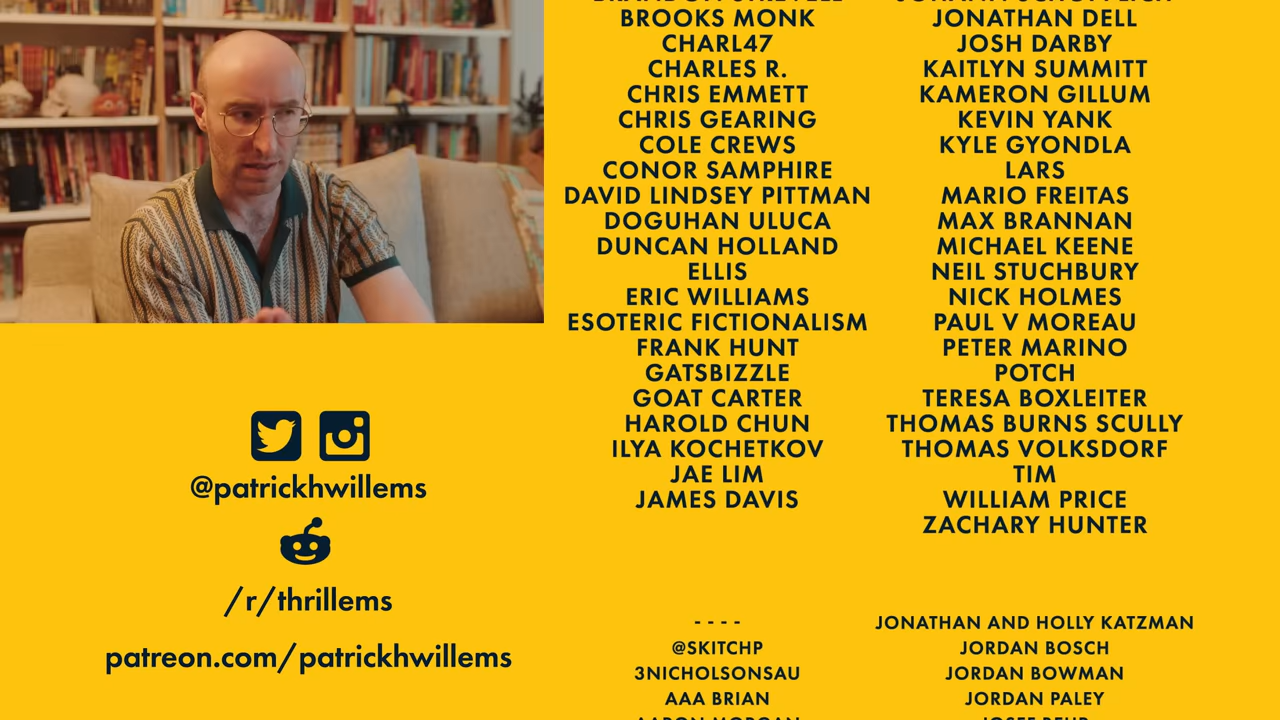 BROOKS MONK
CHARL47
CHARLES R.
CHRIS EMMETT
CHRIS GEARING
COLE CREWS
CONOR SAMPHIRE
DAVID LINDSEY PITTMAN
DOGUHAN ULUCA
DUNCAN HOLLAND
ELLIS
ERIC WILLIAMS
ESOTERIC FICTIONALISM
FRANK HUNT
GATSBIZZLE
GOAT CARTER
HAROLD CHUN
ILYA KOCHETKOV
JAE LIM
JAMES DAVIS
JONATHAN DELL
JOSH DARBY
KAITLYN SUMMITT
KAMERON GILLUM
KEVIN YANK
KYLE GYONDLA
LARS
MARIO FREITAS
MAX BRANNAN
MICHAEL KEENE
NEIL STUCHBURY
NICK HOLMES
PAUL V MOREAU
PETER MARINO
POTCH
TERESA BOXLEITER
THOMAS BURNS SCULLY
THOMAS VOLKSDORF
TIM
WILLIAM PRICE
ZACHARY HUNTER
@patrickhwillems
/r/thrillems
patreon.com/patrickhwillems
- - - -
@SKITCHP
3NICHOLSONSAU
AAA BRIAN
JONATHAN AND HOLLY KATZMAN
JORDAN BOSCH
JORDAN BOWMAN
JORDAN PALEY